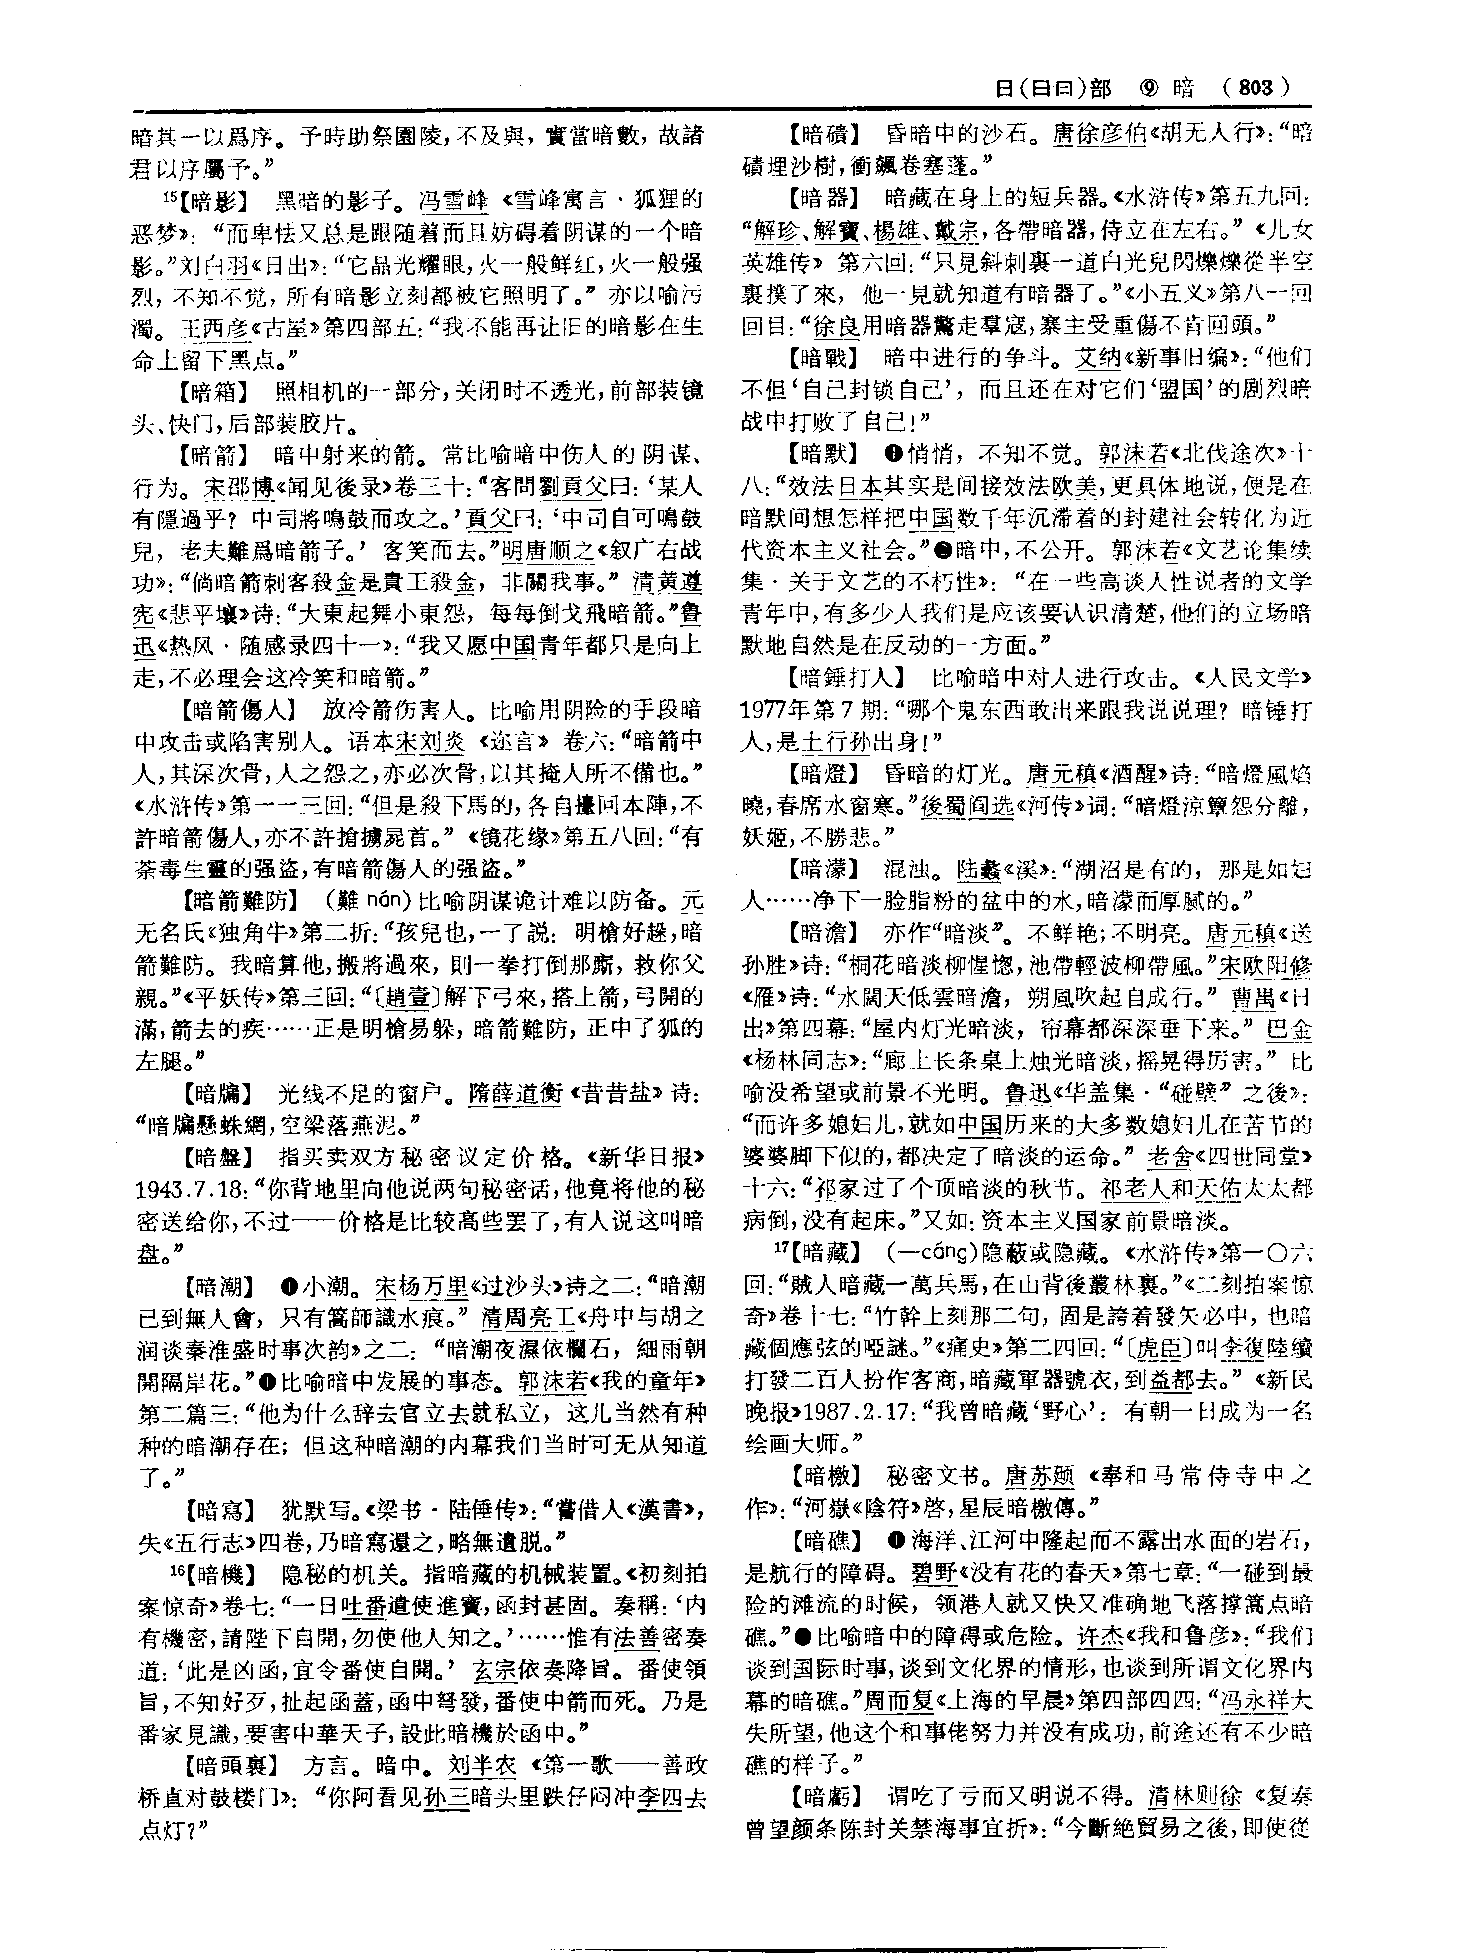 日(日曰)部 ⑨ 暗 (803)
暗其一以爲序。予時助祭園陵,不及與,實當暗數,故諸
君以序屬予。”
15【暗影】 黑暗的影子。冯雪峰《雪峰寓言·狐狸的
恶梦》:“而卑怯又总是跟随着而且妨碍着阴谋的一个暗
影。”刘白羽《日出》:“它晶光耀眼,火一般鲜红,火一般强
烈,不知不觉,所有暗影立刻都被它照明了。”亦以喻污
濁。王西彦《古屋》第四部五:“我不能再让旧的暗影在生
命上留下黑点。”
【暗箱】 照相机的一部分,关闭时不透光,前部装镜
头、快门,后部装胶片。
【暗箭】 暗中射来的箭。常比喻暗中伤人的阴谋、
行为。宋邵博《闻见後录》卷三十:“客問劉貢父曰:‘某人
有隱過乎?中司將鳴鼓而攻之。’貢父曰:‘中司自可鳴鼓
兒,老夫難爲暗箭子。’客笑而去。”明唐顺之《叙广右战
功》:“倘暗箭刺客殺金是貴工殺金,非關我事。”清黄遵
宪《悲平壤》诗:“大東起舞小東怨,每每倒戈飛暗箭。”鲁
迅《热风·随感录四十一》:“我又愿中国青年都只是向上
走,不必理会这冷笑和暗箭。”
【暗箭傷人】 放冷箭伤害人。比喻用阴险的手段暗
中攻击或陷害别人。语本宋刘炎《迩言》卷六:“暗箭中
人,其深次骨,人之怨之,亦必次骨,以其掩人所不備也。”
《水浒传》第一一三回:“但是殺下馬的,各自擡回本陣,不
許暗箭傷人,亦不許搶擄屍首。”《镜花缘》第五八回:“有
荼毒生靈的强盗,有暗箭傷人的强盗。”
【暗箭難防】 (難 nán)比喻阴谋诡计难以防备。元
无名氏《独角牛》第二折:“孩兒也,一了説:明槍好趓,暗
箭難防。我暗算他,搬將過來,則一拳打倒那廝,救你父
親。”《平妖传》第三回:“〔趙壹〕解下弓來,搭上箭,弓開的
滿,箭去的疾……正是明槍易躲,暗箭難防,正中了狐的
左腿。”
【暗牖】 光线不足的窗户。隋薛道衡《昔昔盐》诗:
“暗牖懸蛛網,空梁落燕泥。”
【暗盤】 指买卖双方秘密议定价格。《新华日报》
1943.7.18:“你背地里向他说两句秘密话,他竟将他的秘
密送给你,不过——价格是比较高些罢了,有人说这叫暗
盘。”
【暗潮】 ❶小潮。宋杨万里《过沙头》诗之二:“暗潮
已到無人會,只有篙師識水痕。”清周亮工《舟中与胡之
润谈秦淮盛时事次韵》之二:“暗潮夜濕依欄石,細雨朝
開隔岸花。”❶比喻暗中发展的事态。郭沫若《我的童年》
第二篇三:“他为什么辞去官立去就私立,这儿当然有种
种的暗潮存在;但这种暗潮的内幕我们当时可无从知道
了。”
【暗寫】 犹默写。《梁书·陆倕传》:“嘗借人《漢書》,
失《五行志》四卷,乃暗寫還之,略無遺脱。”
16【暗機】 隐秘的机关。指暗藏的机械装置。《初刻拍
案惊奇》卷七:“一日吐番遣使進寶,函封甚固。奏稱:‘内
有機密,請陛下自開,勿使他人知之。’……惟有法善密奏
道:‘此是凶函,宜令番使自開。’玄宗依奏降旨。番使領
旨,不知好歹,扯起函蓋,函中弩發,番使中箭而死。乃是
番家見識,要害中華天子,設此暗機於函中。”
【暗頭裏】 方言。暗中。刘半农《第一歌——善政
桥直对鼓楼门》:“你阿看见孙三暗头里跌仔闷冲李四去
点灯?”
【暗磧】 昏暗中的沙石。唐徐彦伯《胡无人行》:“暗
磧埋沙樹,衝飆卷塞蓬。”
【暗器】 暗藏在身上的短兵器。《水浒传》第五九回:
“解珍、解寶、楊雄、戴宗,各帶暗器,侍立在左右。”《儿女
英雄传》第六回:“只見斜刺裏一道白光兒閃爍爍從半空
裏撲了來,他一見就知道有暗器了。”《小五义》第八一回
回目:“徐良用暗器驚走羣寇,寨主受重傷不肯回頭。”
【暗戰】 暗中进行的争斗。艾纳《新事旧编》:“他们
不但‘自己封锁自己’,而且还在对它们‘盟国’的剧烈暗
战中打败了自己!”
【暗默】 ❶悄悄,不知不觉。郭沫若《北伐途次》十
八:“效法日本其实是间接效法欧美,更具体地说,便是在
暗默间想怎样把中国数千年沉滞着的封建社会转化为近
代资本主义社会。”❷暗中,不公开。郭沫若《文艺论集续
集·关于文艺的不朽性》:“在一些高谈人性说者的文学
青年中,有多少人我们是应该要认识清楚,他们的立场暗
默地自然是在反动的一方面。”
【暗錘打人】 比喻暗中对人进行攻击。《人民文学》
1977年第7期:“哪个鬼东西敢出来跟我说说理?暗锤打
人,是土行孙出身!”
【暗燈】 昏暗的灯光。唐元稹《酒醒》诗:“暗燈風焰
曉,春席水窗寒。”後蜀阎选《河传》词:“暗燈涼簟怨分離,
妖姬,不勝悲。”
【暗濛】 混浊。陆蠡《溪》:“湖沼是有的,那是如妇
人……净下一脸脂粉的盆中的水,暗濛而厚腻的。”
【暗澹】 亦作“暗淡”。不鲜艳;不明亮。唐元稹《送
孙胜》诗:“桐花暗淡柳惺惚,池帶輕波柳帶風。”宋欧阳修
《雁》诗:“水闊天低雲暗澹,朔風吹起自成行。”曹禺《日
出》第四幕:“屋内灯光暗淡,帘幕都深深垂下来。”巴金
《杨林同志》:“廊上长条桌上烛光暗淡,摇晃得厉害。”比
喻没希望或前景不光明。鲁迅《华盖集·“碰壁”之後》:
“而许多媳妇儿,就如中国历来的大多数媳妇儿在苦节的
婆婆脚下似的,都决定了暗淡的运命。”老舍《四世同堂》
十六:“祁家过了个顶暗淡的秋节。祁老人和天佑太太都
病倒,没有起床。”又如:资本主义国家前景暗淡。
17【暗藏】 (—cáng)隐蔽或隐藏。《水浒传》第一〇六
回:“賊人暗藏一萬兵馬,在山背後叢林裏。”《二刻拍案惊
奇》卷十七:“竹幹上刻那二句,固是誇着發矢必中,也暗
藏個應弦的啞謎。”《痛史》第二四回:“〔虎臣〕叫李復陸續
打發二百人扮作客商,暗藏軍器號衣,到益都去。”《新民
晚报》1987.2.17:“我曾暗藏‘野心’:有朝一日成为一名
绘画大师。”
【暗檄】 秘密文书。唐苏颋《奉和马常侍寺中之
作》:“河嶽《陰符》啓,星辰暗檄傳。”
【暗礁】 ❶海洋、江河中隆起而不露出水面的岩石,
是航行的障碍。碧野《没有花的春天》第七章:“一碰到最
险的滩流的时候,领港人就又快又准确地飞落撑篙点暗
礁。”●比喻暗中的障碍或危险。许杰《我和鲁彦》:“我们
谈到国际时事,谈到文化界的情形,也谈到所谓文化界内
幕的暗礁。”周而复《上海的早晨》第四部四四:“冯永祥大
失所望,他这个和事佬努力并没有成功,前途还有不少暗
礁的样子。”
【暗虧】 谓吃了亏而又明说不得。清林则徐《复奏
曾望颜条陈封关禁海事宜折》:“今斷絶貿易之後,即使從